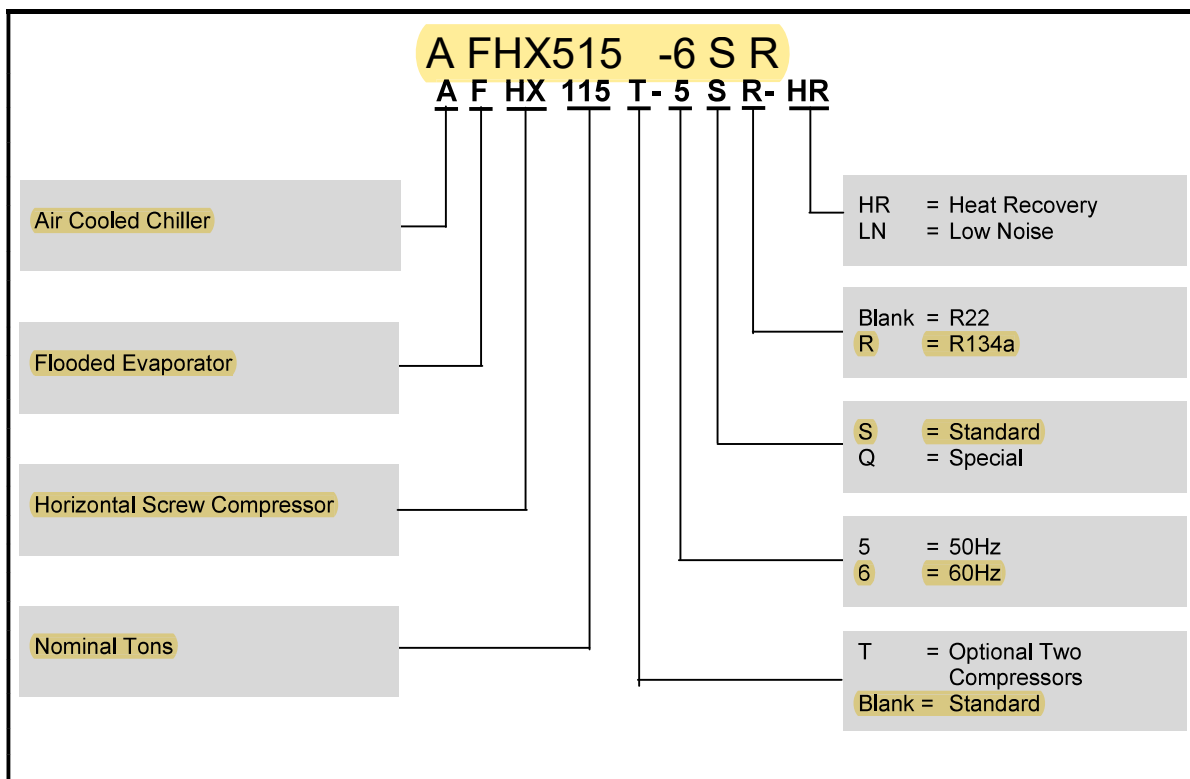 A FHX515 -6 S R
A F HX 115 T - 5 S R- HR
Air Cooled Chiller
Flooded Evaporator
Horizontal Screw Compressor
Nominal Tons
HR = Heat Recovery
LN = Low Noise
Blank = R22
R = R134a
S = Standard
Q = Special
5 = 50Hz
6 = 60Hz
T = Optional Two
Compressors
Blank = Standard